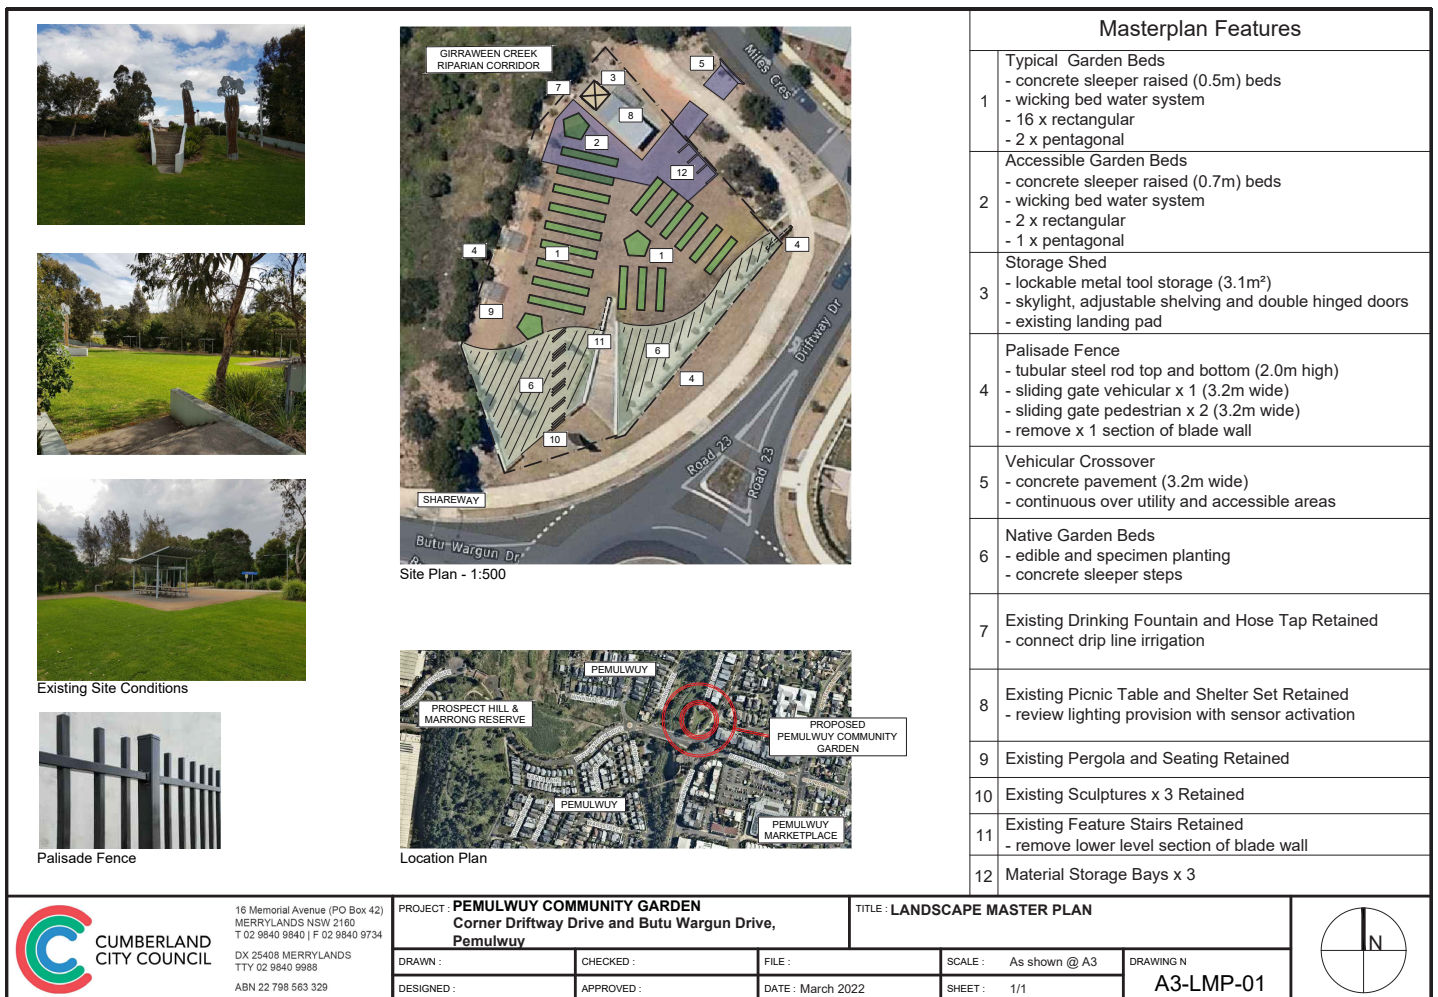 GIRRAWEEN CREEK
RIPARIAN CORRIDOR
Miles Cres
5
3
7
8
2
12
4
4
1
1
9
11
6
6
4
10
Driftway Dr
Road 23
Road 23
SHAREWAY
Butu Wargun Dr
Site Plan - 1:500
Existing Site Conditions
Palisade Fence
PEMULWUY
PROSPECT HILL &
MARRONG RESERVE
PROPOSED
PEMULWUY COMMUNITY
GARDEN
PEMULWUY
PEMULWUY
MARKETPLACE
Location Plan
Masterplan Features
1
Typical Garden Beds
- concrete sleeper raised (0.5m) beds
- wicking bed water system
- 16 x rectangular
- 2 x pentagonal
2
Accessible Garden Beds
- concrete sleeper raised (0.7m) beds
- wicking bed water system
- 2 x rectangular
- 1 x pentagonal
3
Storage Shed
- lockable metal tool storage (3.1m²)
- skylight, adjustable shelving and double hinged doors
- existing landing pad
4
Palisade Fence
- tubular steel rod top and bottom (2.0m high)
- sliding gate vehicular x 1 (3.2m wide)
- sliding gate pedestrian x 2 (3.2m wide)
- remove x 1 section of blade wall
5
Vehicular Crossover
- concrete pavement (3.2m wide)
- continuous over utility and accessible areas
6
Native Garden Beds
- edible and specimen planting
- concrete sleeper steps
7
Existing Drinking Fountain and Hose Tap Retained
- connect drip line irrigation
8
Existing Picnic Table and Shelter Set Retained
- review lighting provision with sensor activation
9 Existing Pergola and Seating Retained
10 Existing Sculptures x 3 Retained
11
Existing Feature Stairs Retained
- remove lower level section of blade wall
12 Material Storage Bays x 3
CUMBERLAND
CITY COUNCIL
16 Memorial Avenue (PO Box 42)
MERRYLANDS NSW 2160
T 02 9840 9840 | F 02 9840 9734
DX 25408 MERRYLANDS
TTY 02 9840 9988
ABN 22 798 563 329
PROJECT : PEMULWUY COMMUNITY GARDEN
Corner Driftway Drive and Butu Wargun Drive,
Pemulwuy
TITLE : LANDSCAPE MASTER PLAN
DRAWN :
CHECKED :
FILE :
SCALE : As shown @ A3
DESIGNED :
APPROVED :
DATE : March 2022
SHEET : 1/1
DRAWING N
A3-LMP-01
N